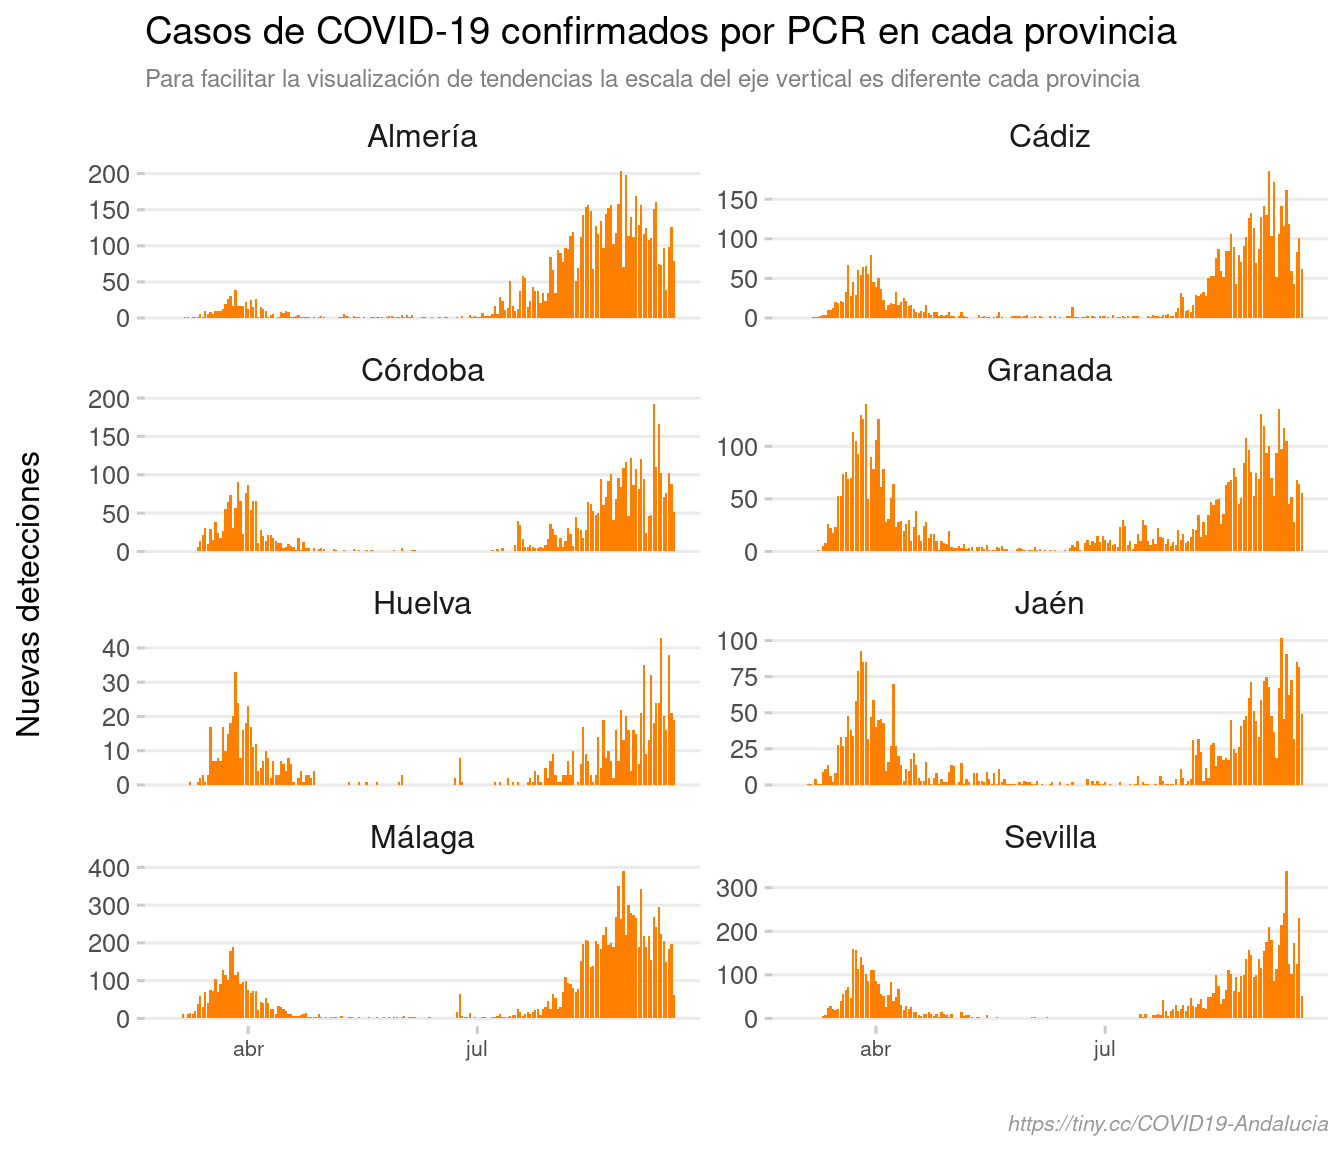 Casos de COVID-19 confirmados por PCR en cada provincia
Para facilitar la visualización de tendencias la escala del eje vertical es diferente cada provincia
Nuevas detecciones
Almería
200
150
100
50
0
Cádiz
150
100
50
0
Córdoba
200
150
100
50
0
Granada
100
50
0
Huelva
40
30
20
10
0
Jaén
100
75
50
25
0
Málaga
400
300
200
100
0
abr jul
Sevilla
300
200
100
0
abr jul
https://tiny.cc/COVID19-Andalucia